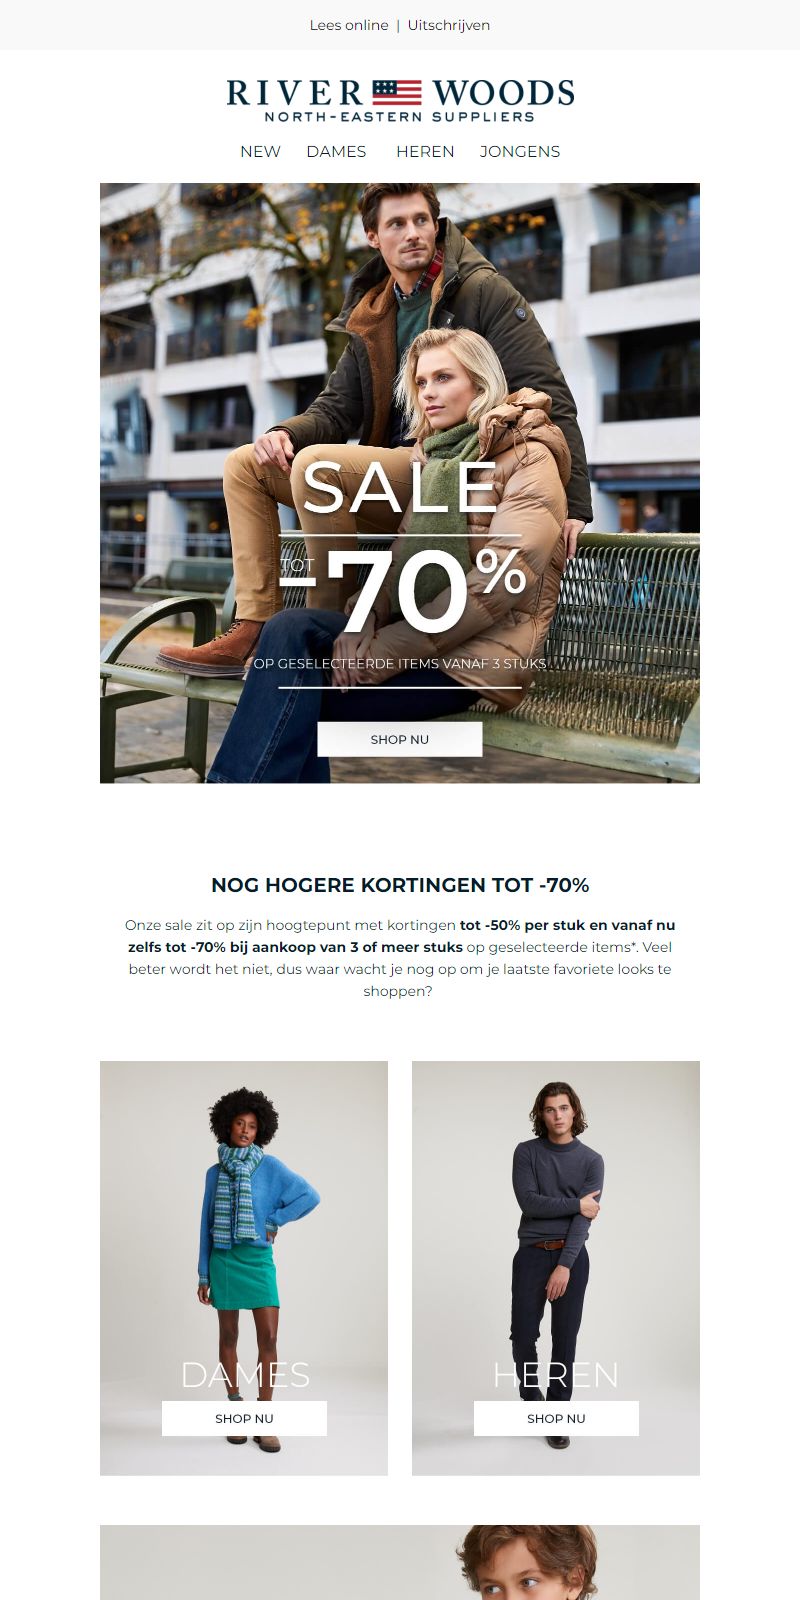 Lees online | Uitschrijven
RIVER WOODS
NORTH-EASTERN SUPPLIERS
NEW DAMES HEREN JONGENS
SALE
TOT
-70%
OP GESELECTEERDE ITEMS VANAF 3 STUKS
SHOP NU
NOG HOGERE KORTINGEN TOT -70%
Onze sale zit op zijn hoogtepunt met kortingen tot -50% per stuk en vanaf nu
zelfs tot -70% bij aankoop van 3 of meer stuks op geselecteerde items*. Veel
beter wordt het niet, dus waar wacht je nog op om je laatste favoriete looks te
shoppen?
DAMES
SHOP NU
HEREN
SHOP NU